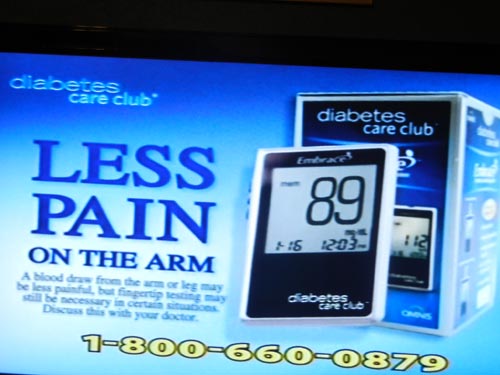 diabetes
care club
LESS
PAIN
ON THE ARM
A blood draw from the arm or leg may
be less painful, but fingertip testing may
still be necessary in certain situations.
Discuss this with your doctor.
diabetes
care club
Embrace
mem
89
mg/dL
1-16 12:03 PM
diabetes
care club
112
OMNIS
1-800-660-0879